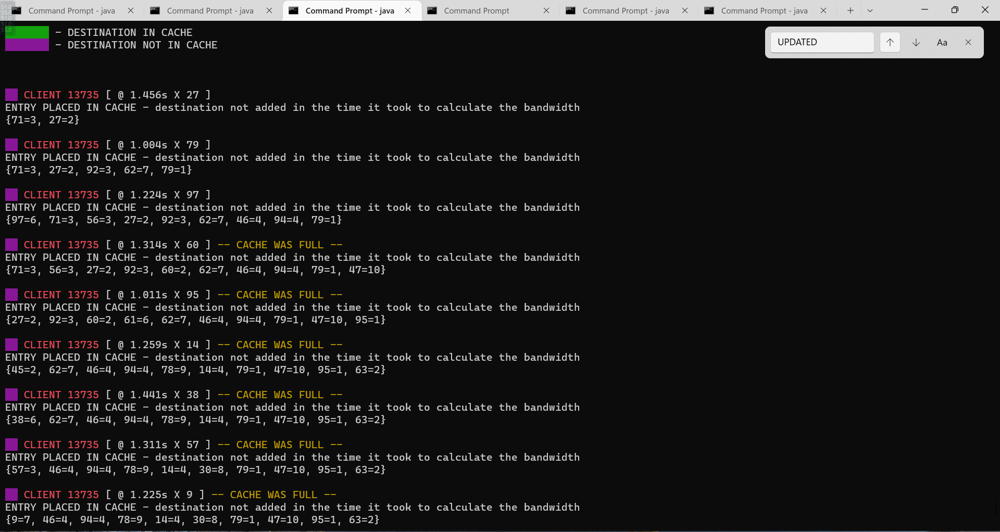 Command Prompt - java
Command Prompt - java
Command Prompt - java
Command Prompt
Command Prompt - java
Command Prompt - java
51.0
55.0
51.0
51.0
55.0
- DESTINATION IN CACHE
- DESTINATION NOT IN CACHE
UPDATED
Aa
CLIENT 13735 [ @ 1.456s X 27 ]
ENTRY PLACED IN CACHE - destination not added in the time it took to calculate the bandwidth
{71=3, 27=2}
CLIENT 13735 [ @ 1.004s X 79 ]
ENTRY PLACED IN CACHE - destination not added in the time it took to calculate the bandwidth
{71=3, 27=2, 92=3, 62=7, 79=1}
CLIENT 13735 [ @ 1.224s X 97 ]
ENTRY PLACED IN CACHE - destination not added in the time it took to calculate the bandwidth
{97=6, 71=3, 56=3, 27=2, 92=3, 62=7, 46=4, 94=4, 79=1}
CLIENT 13735 [ @ 1.314s X 60 ] -- CACHE WAS FULL --
ENTRY PLACED IN CACHE - destination not added in the time it took to calculate the bandwidth
{71=3, 56=3, 27=2, 92=3, 60=2, 62=7, 46=4, 94=4, 79=1, 47=10}
CLIENT 13735 [ @ 1.011s X 95 ] -- CACHE WAS FULL --
ENTRY PLACED IN CACHE - destination not added in the time it took to calculate the bandwidth
{27=2, 92=3, 60=2, 61=6, 62=7, 46=4, 94=4, 79=1, 47=10, 95=1}
CLIENT 13735 [ @ 1.259s X 14 ] -- CACHE WAS FULL --
ENTRY PLACED IN CACHE - destination not added in the time it took to calculate the bandwidth
{45=2, 62=7, 46=4, 94=4, 78=9, 14=4, 79=1, 47=10, 95=1, 63=2}
CLIENT 13735 [ @ 1.441s X 38 ] -- CACHE WAS FULL --
ENTRY PLACED IN CACHE - destination not added in the time it took to calculate the bandwidth
{38=6, 62=7, 46=4, 94=4, 78=9, 14=4, 79=1, 47=10, 95=1, 63=2}
CLIENT 13735 [ @ 1.311s X 57 ] -- CACHE WAS FULL --
ENTRY PLACED IN CACHE - destination not added in the time it took to calculate the bandwidth
{57=3, 46=4, 94=4, 78=9, 14=4, 30=8, 79=1, 47=10, 95=1, 63=2}
CLIENT 13735 [ @ 1.225s X 9 ] -- CACHE WAS FULL --
ENTRY PLACED IN CACHE - destination not added in the time it took to calculate the bandwidth
{9=7, 46=4, 94=4, 78=9, 14=4, 30=8, 79=1, 47=10, 95=1, 63=2}